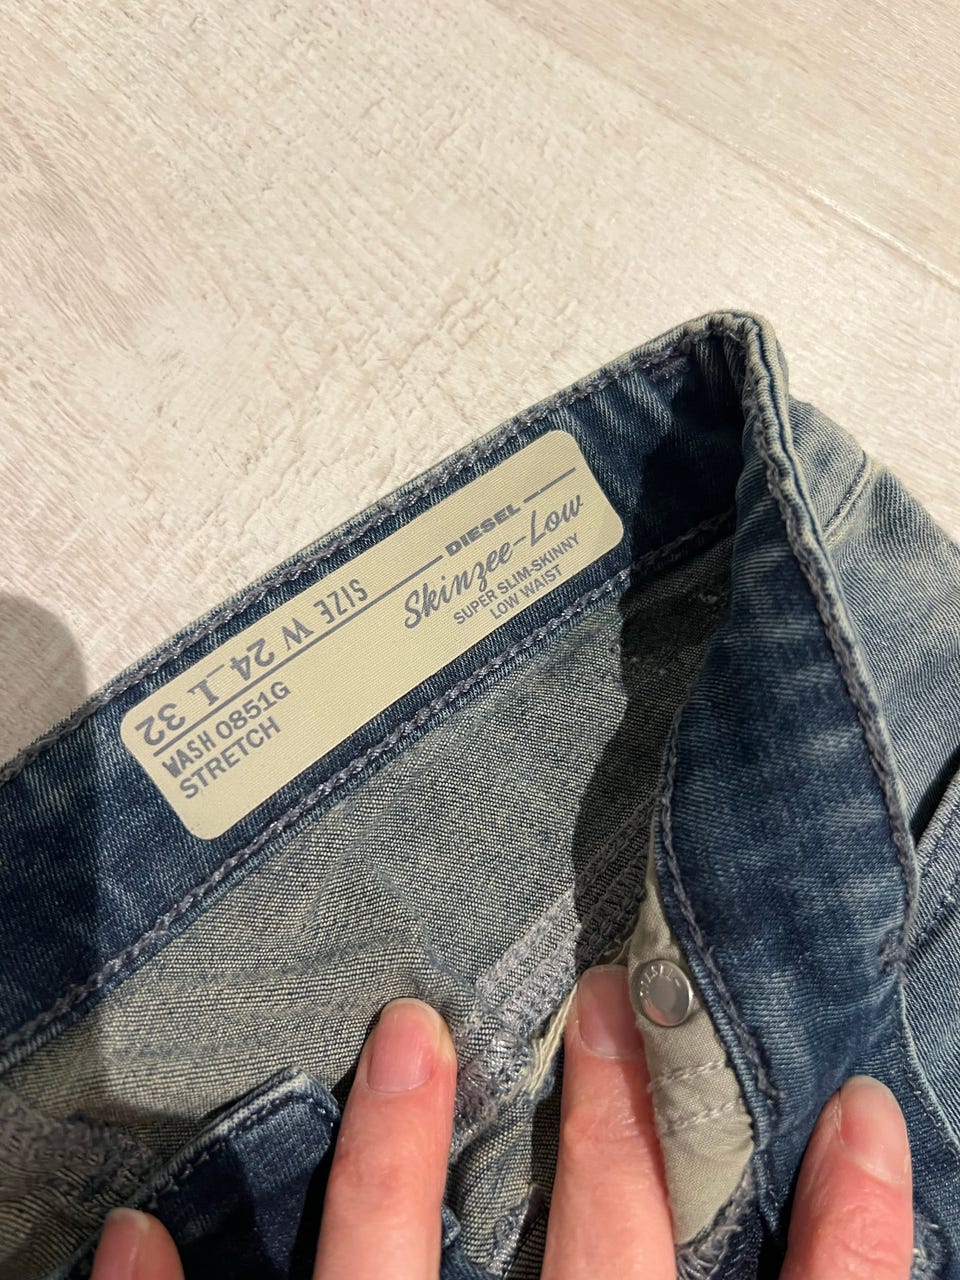 DIESEL
Skinzee-Low
SUPER SLIM-SKINNY
LOW WAIST
SIZE W 24 L 32
WASH 0851G
STRETCH